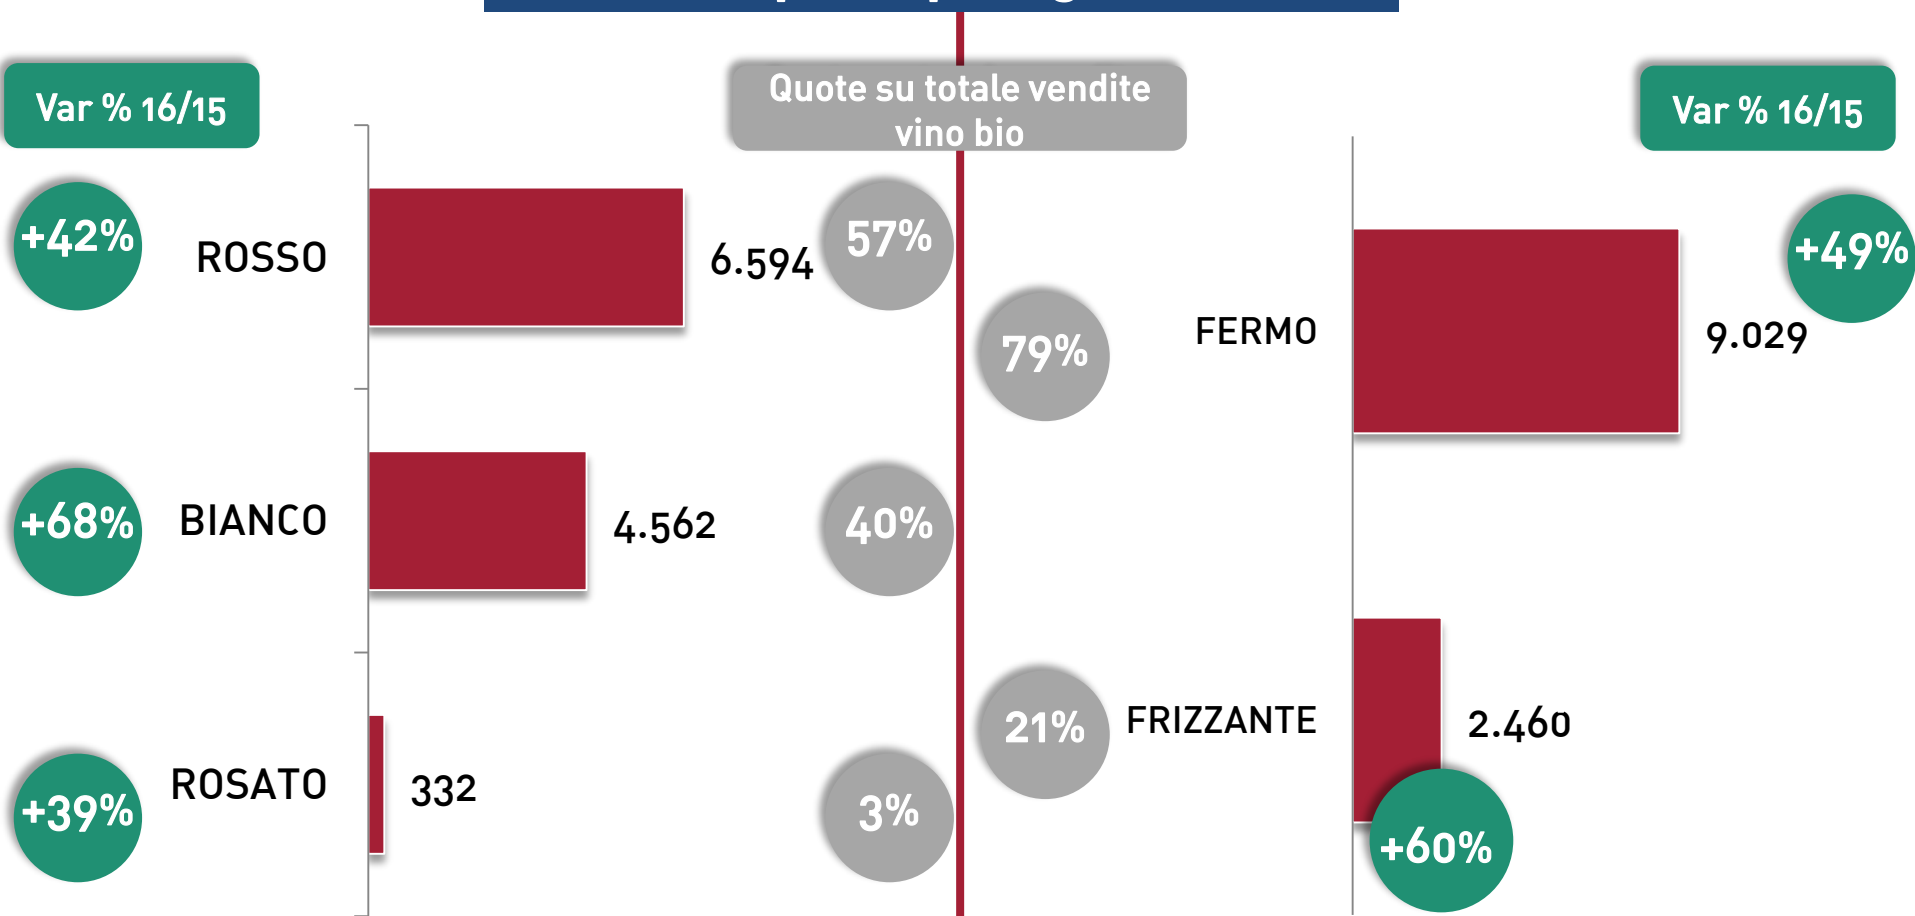 Var % 16/15
Quote su totale vendite
vino bio
Var % 16/15
+42%
ROSSO
6.594
57%
79%
FERMO
9.029
+49%
+68%
BIANCO
4.562
40%
21%
FRIZZANTE
2.460
+60%
+39%
ROSATO
332
3%